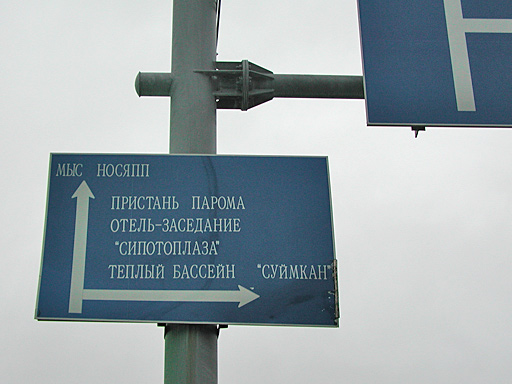 МЫС НОСЯПП
ПРИСТАНЬ ПАРОМА
ОТЕЛЬ-ЗАСЕДАНИЕ
"СИПОТОПЛАЗА"
ТЕПЛЫЙ БАССЕЙН "СУЙМКАН"